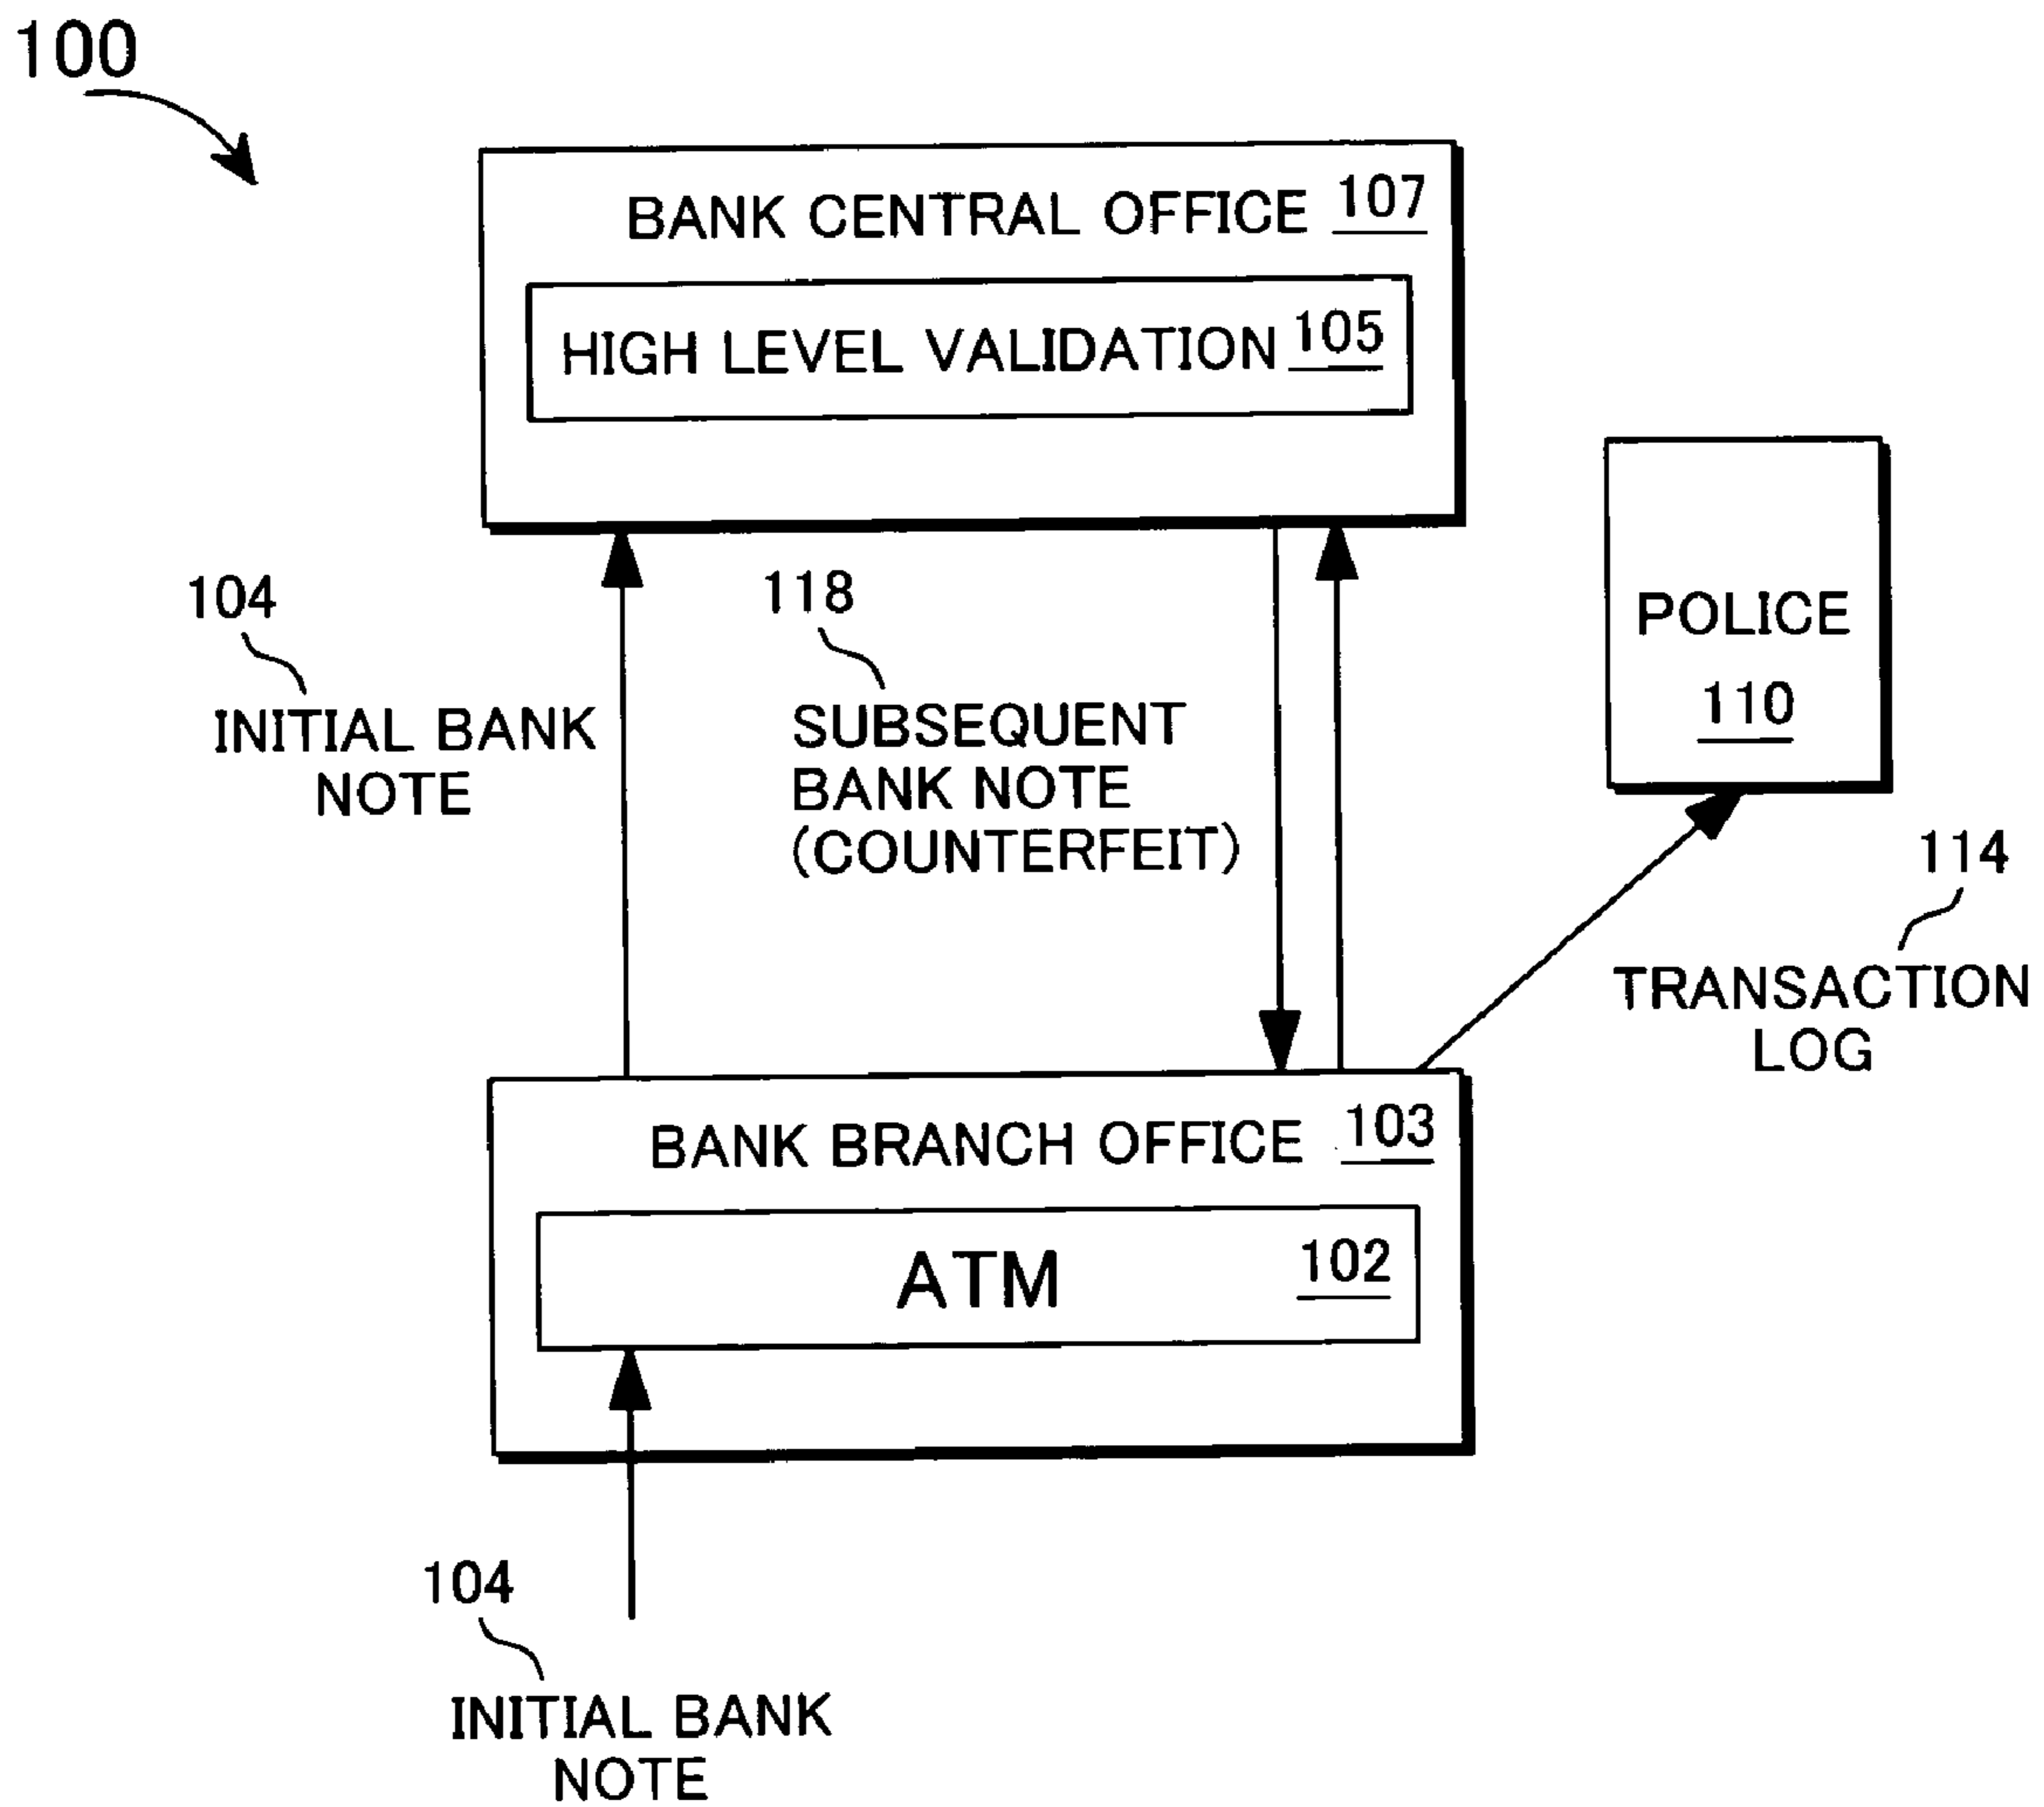 100
BANK CENTRAL OFFICE 107
HIGH LEVEL VALIDATION 105
104
INITIAL BANK
NOTE
118
SUBSEQUENT
BANK NOTE
(COUNTERFEIT)
POLICE
110
114
TRANSACTION
LOG
BANK BRANCH OFFICE 103
ATM 102
104
INITIAL BANK
NOTE